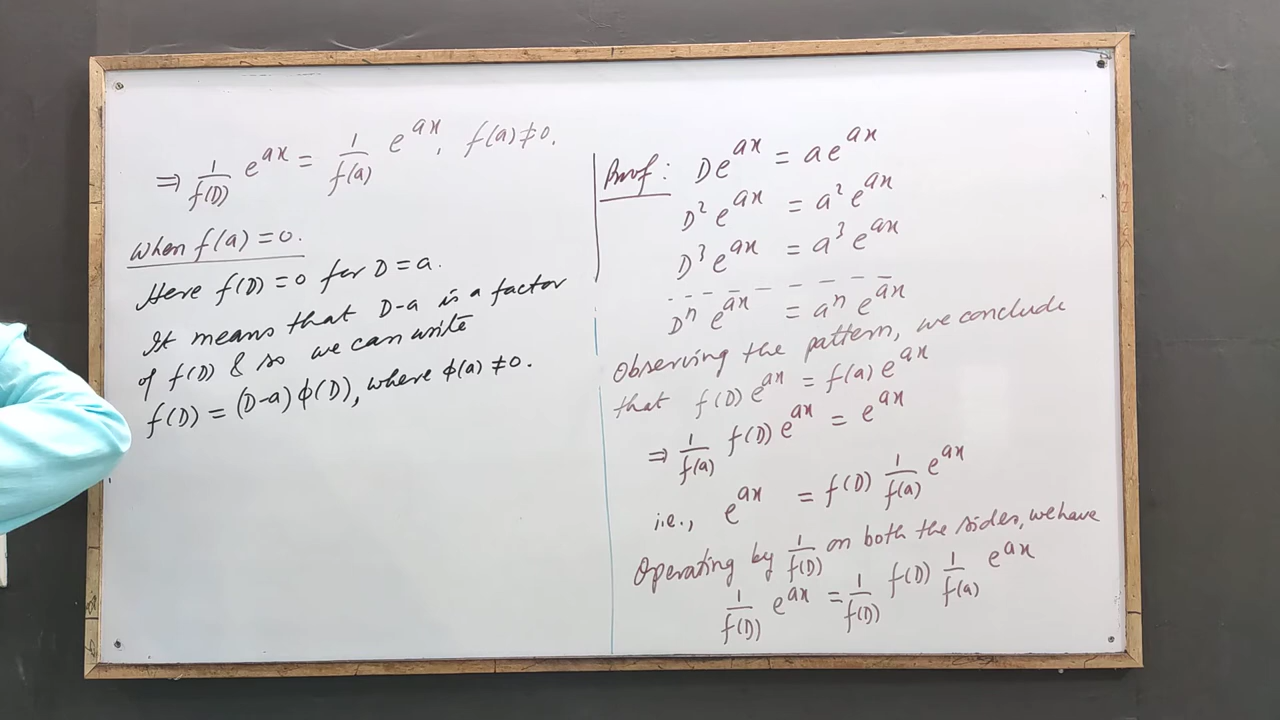 ⇒ 1/f(D) e^{ax} = 1/f(a) e^{ax}, f(a)≠0.
When f(a)=0.
Here f(D)=0 for D=a.
It means that D-a is a factor
of f(D) & so we can write
f(D) = (D-a) ϕ(D), where ϕ(a) ≠0.
Proof: D e^{ax} = a e^{ax}
D² e^{ax} = a² e^{ax}
D³ e^{ax} = a³ e^{ax}
- - - - - - - - -
Dⁿ e^{ax} = aⁿ e^{ax}
Observing the pattern, we conclude
that f(D) e^{ax} = f(a) e^{ax}
⇒ 1/f(a) f(D) e^{ax} = e^{ax}
i.e., e^{ax} = f(D) 1/f(a) e^{ax}
Operating by 1/f(D) on both the sides, we have
1/f(D) e^{ax} = 1/f(D) f(D) 1/f(a) e^{ax}